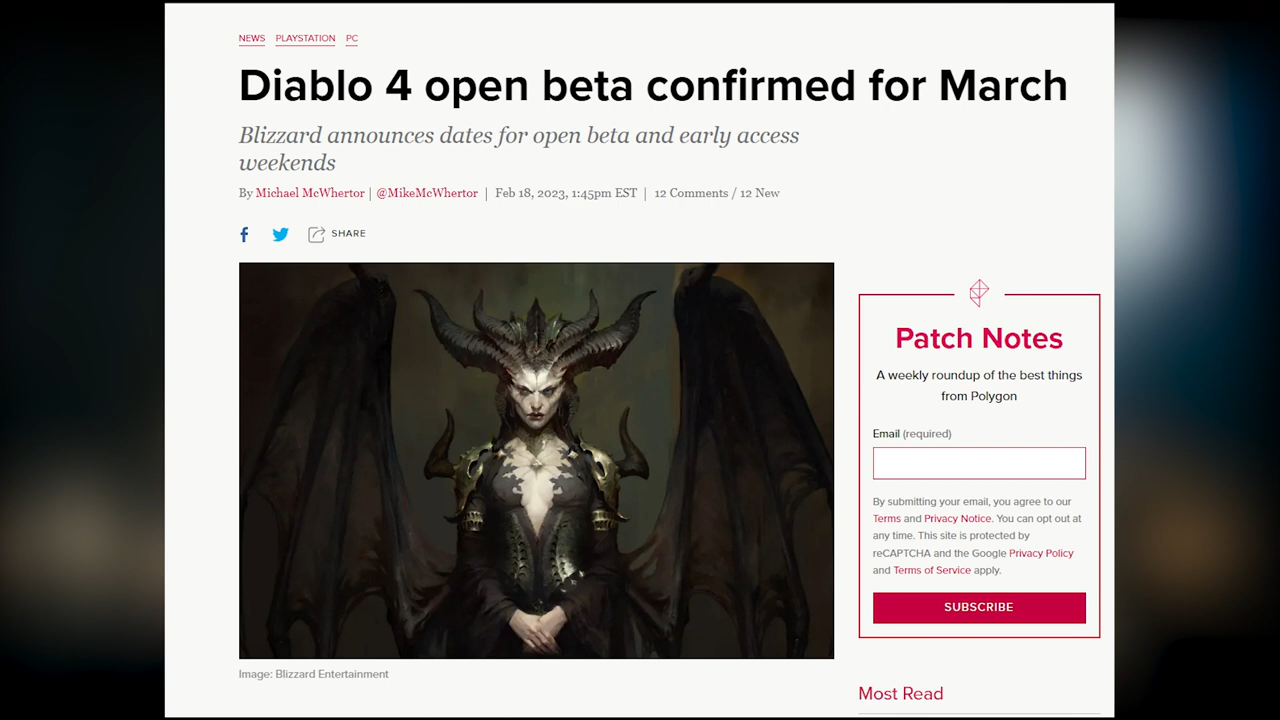 NEWS PLAYSTATION PC
Diablo 4 open beta confirmed for March
Blizzard announces dates for open beta and early access
weekends
By Michael McWhertor | @MikeMcWhertor | Feb 18, 2023, 1:45pm EST | 12 Comments / 12 New
SHARE
Image: Blizzard Entertainment
Patch Notes
A weekly roundup of the best things
from Polygon
Email (required)
By submitting your email, you agree to our
Terms and Privacy Notice. You can opt out at
any time. This site is protected by
reCAPTCHA and the Google Privacy Policy
and Terms of Service apply.
SUBSCRIBE
Most Read